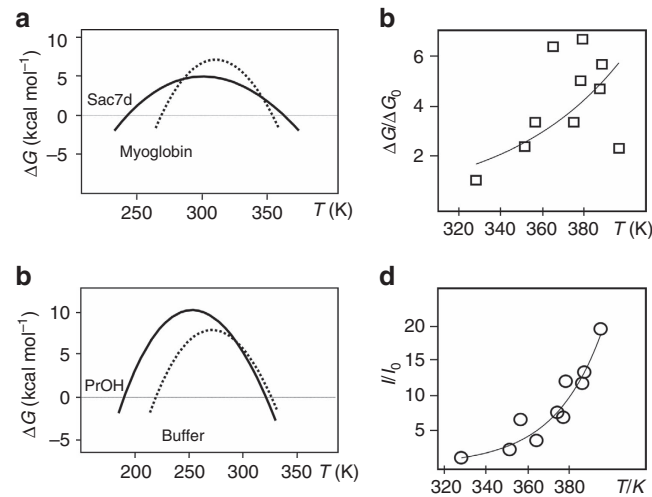 a
10
5
0
−5
ΔG (kcal mol⁻¹)
Sac7d
Myoglobin
250 300 350 T (K)
b
6
4
2
ΔG/ΔG₀
320 340 360 380 T (K)
b
10
5
0
−5
ΔG (kcal mol⁻¹)
PrOH
Buffer
200 250 300 350 T (K)
d
20
15
10
5
I/I₀
320 340 360 380 T/K